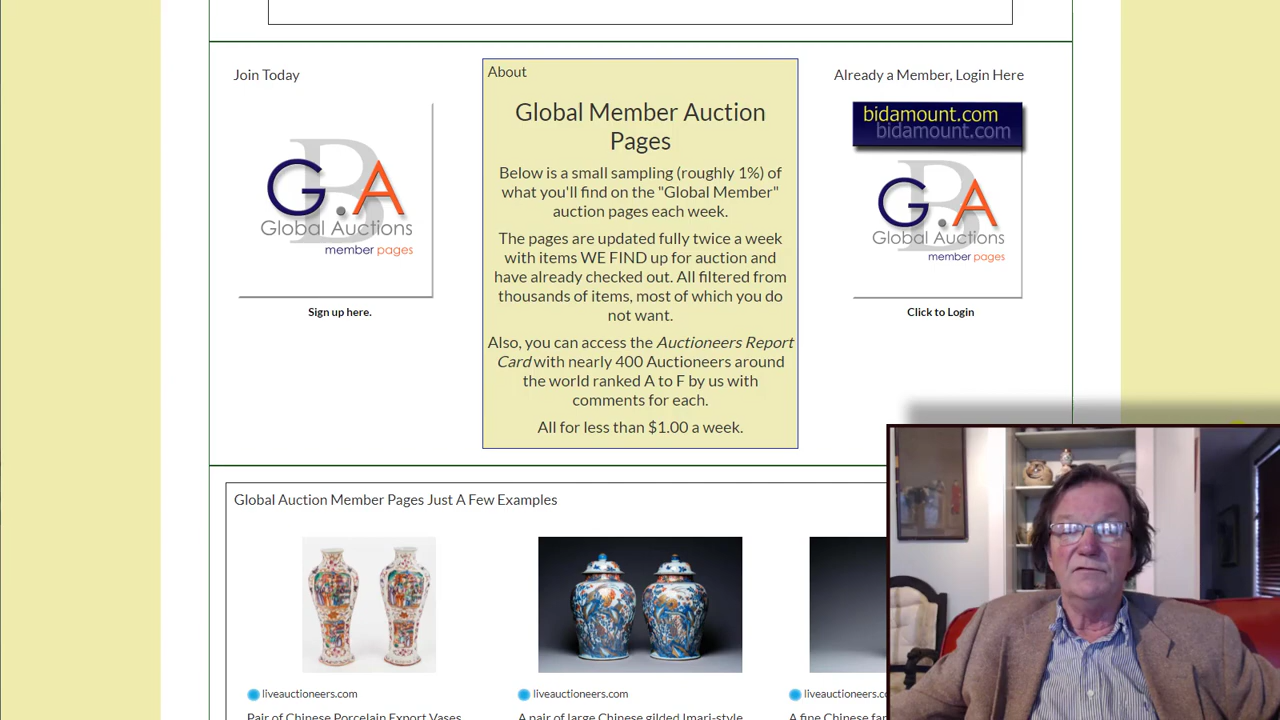 Join Today
B
G.A
Global Auctions
member pages
Sign up here.
About
Global Member Auction
Pages
Below is a small sampling (roughly 1%) of
what you'll find on the "Global Member"
auction pages each week.
The pages are updated fully twice a week
with items WE FIND up for auction and
have already checked out. All filtered from
thousands of items, most of which you do
not want.
Also, you can access the Auctioneers Report
Card with nearly 400 Auctioneers around
the world ranked A to F by us with
comments for each.
All for less than $1.00 a week.
Already a Member, Login Here
bidamount.com
bidamount.com
B
G.A
Global Auctions
member pages
Click to Login
Global Auction Member Pages Just A Few Examples
liveauctioneers.com
Pair of Chinese Porcelain Export Vases
liveauctioneers.com
A pair of large Chinese gilded Imari-style
A fine Chinese